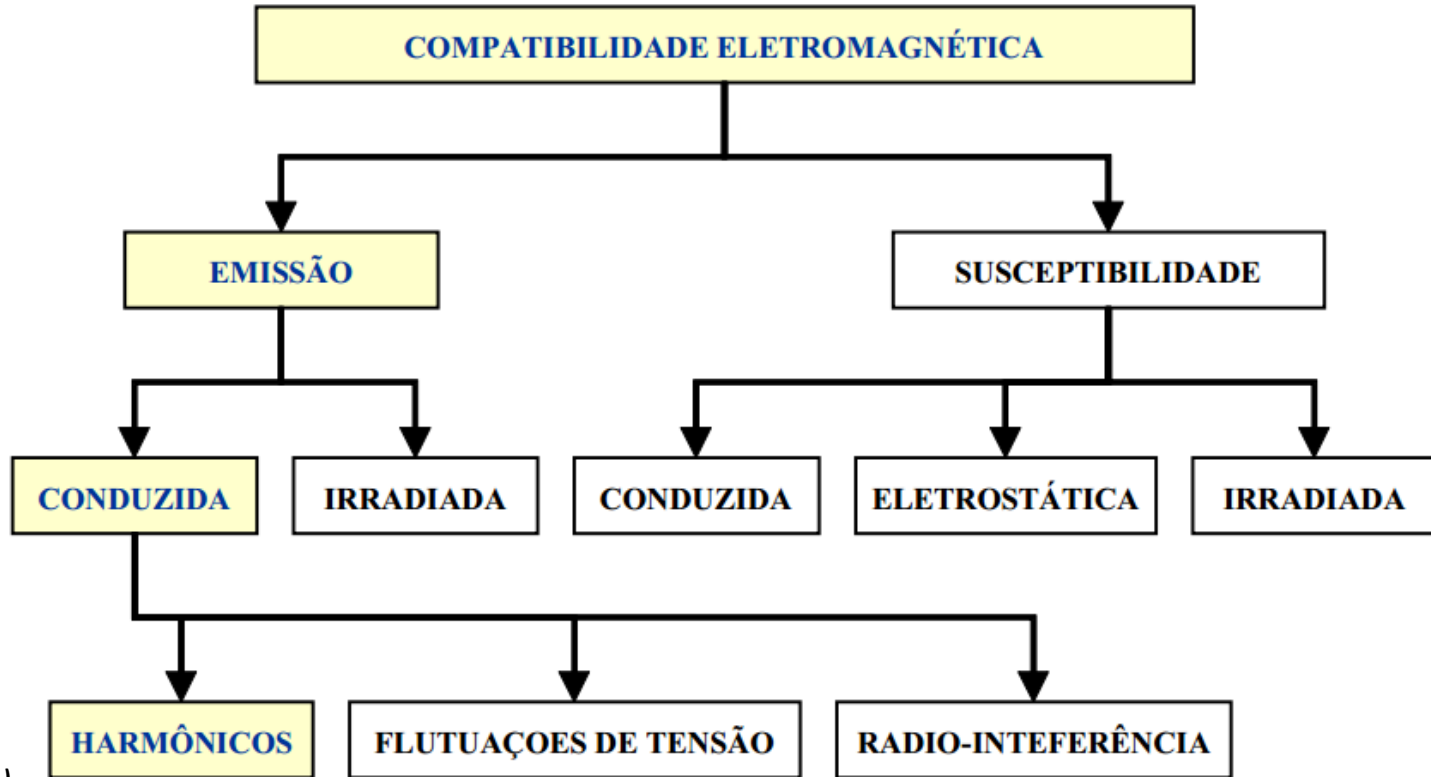 COMPATIBILIDADE ELETROMAGNÉTICA
EMISSÃO
SUSCEPTIBILIDADE
CONDUZIDA
IRRADIADA
CONDUZIDA
ELETROSTÁTICA
IRRADIADA
HARMÔNICOS
FLUTUAÇOES DE TENSÃO
RADIO-INTEFERÊNCIA